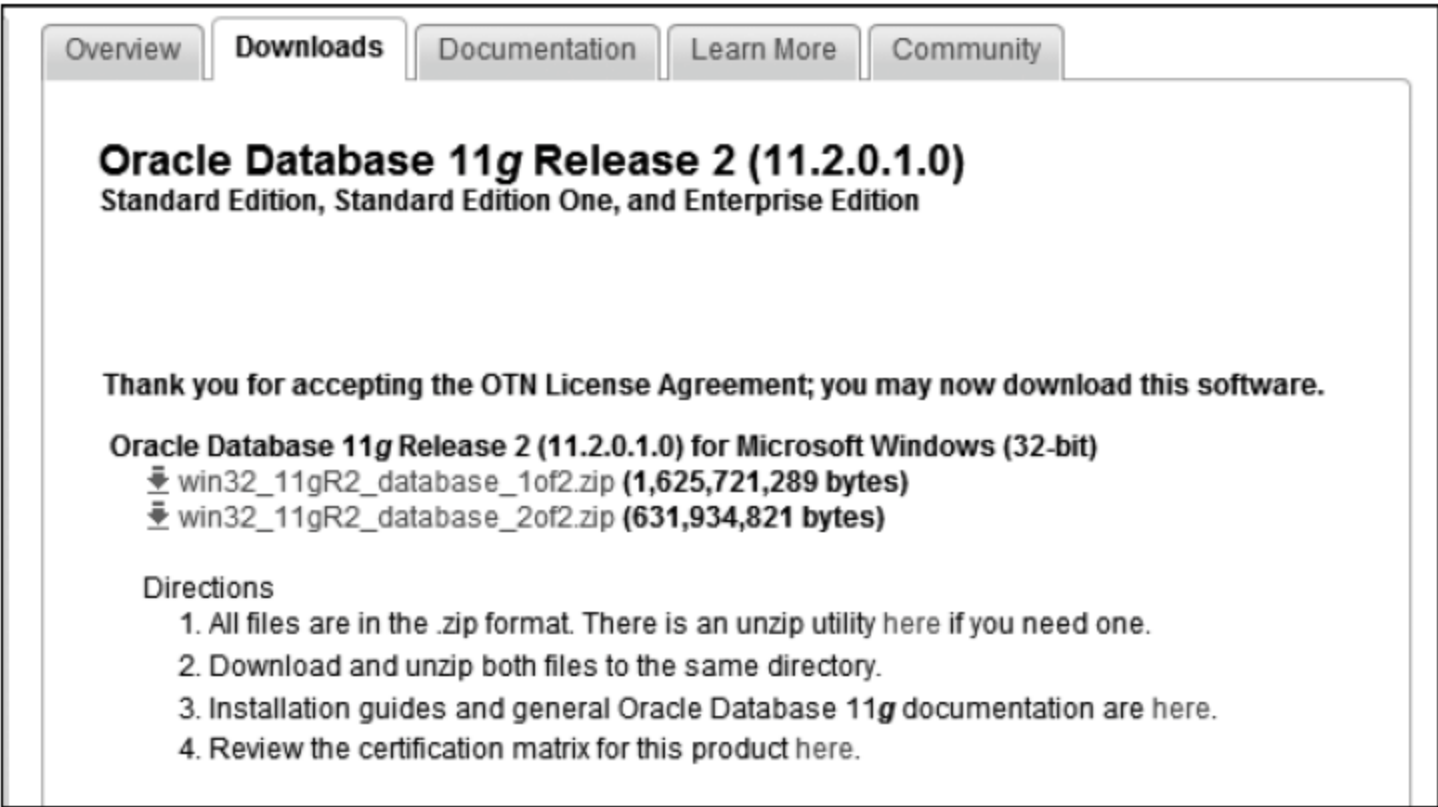 Overview Downloads Documentation Learn More Community
Oracle Database 11g Release 2 (11.2.0.1.0)
Standard Edition, Standard Edition One, and Enterprise Edition
Thank you for accepting the OTN License Agreement; you may now download this software.
Oracle Database 11g Release 2 (11.2.0.1.0) for Microsoft Windows (32-bit)
win32_11gR2_database_1of2.zip (1,625,721,289 bytes)
win32_11gR2_database_2of2.zip (631,934,821 bytes)
Directions
1. All files are in the .zip format. There is an unzip utility here if you need one.
2. Download and unzip both files to the same directory.
3. Installation guides and general Oracle Database 11g documentation are here.
4. Review the certification matrix for this product here.